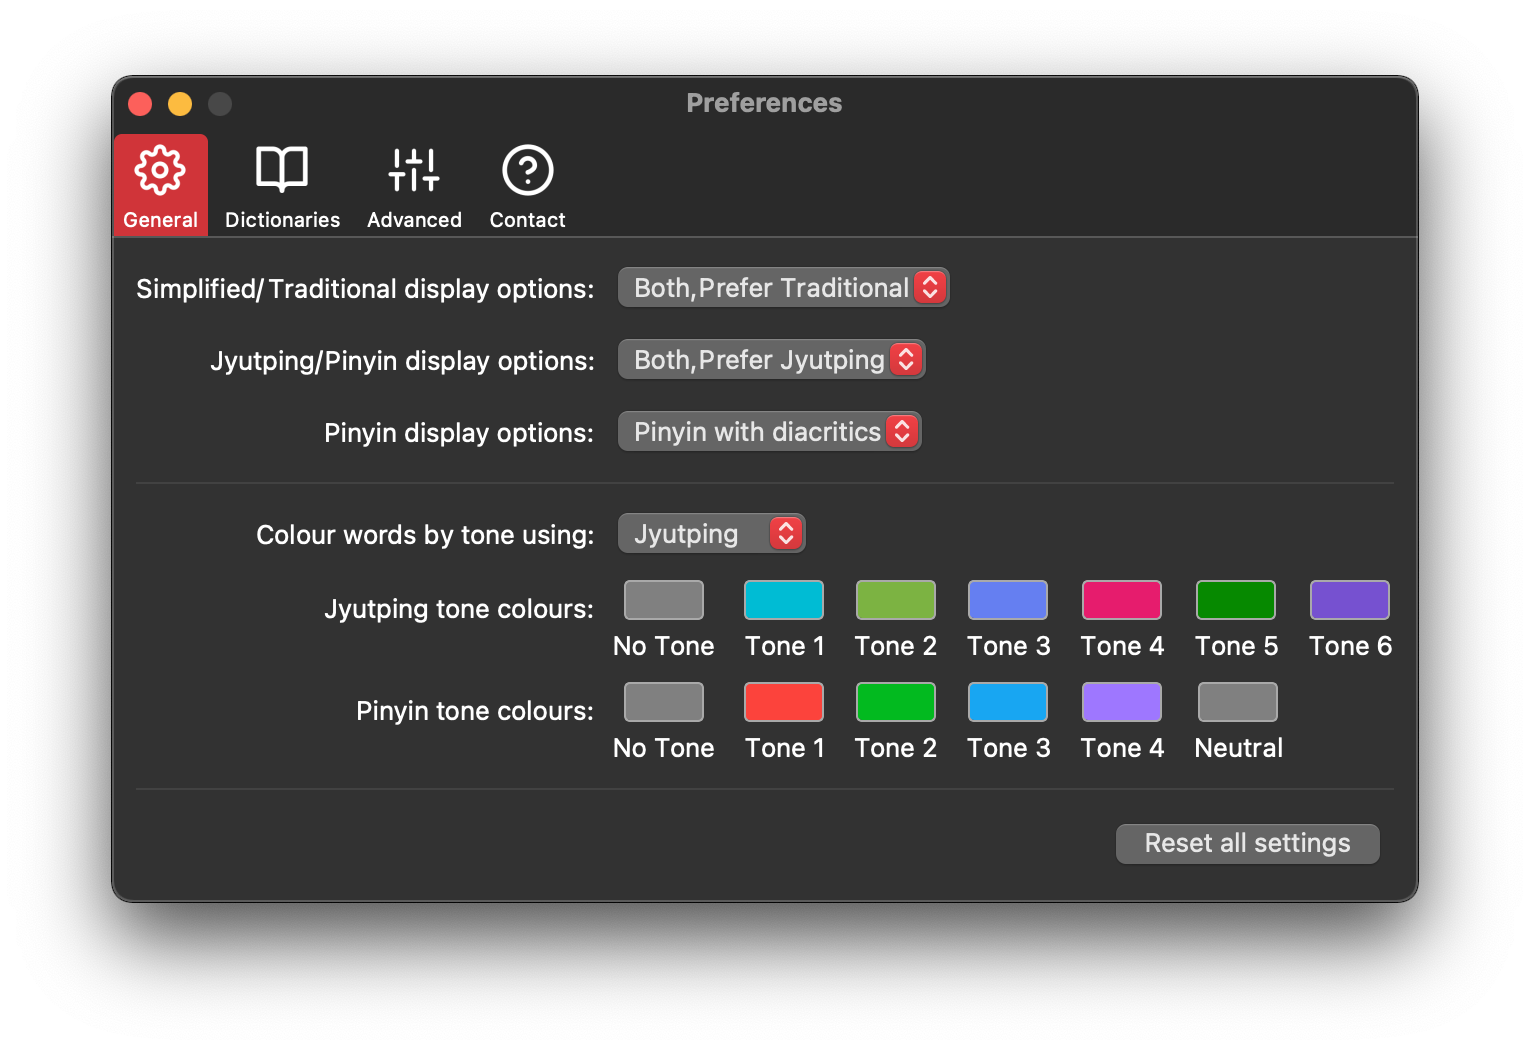 Preferences
General Dictionaries Advanced Contact
Simplified/Traditional display options: Both,Prefer Traditional
Jyutping/Pinyin display options: Both,Prefer Jyutping
Pinyin display options: Pinyin with diacritics
Colour words by tone using: Jyutping
Jyutping tone colours:
No Tone Tone 1 Tone 2 Tone 3 Tone 4 Tone 5 Tone 6
Pinyin tone colours:
No Tone Tone 1 Tone 2 Tone 3 Tone 4 Neutral
Reset all settings